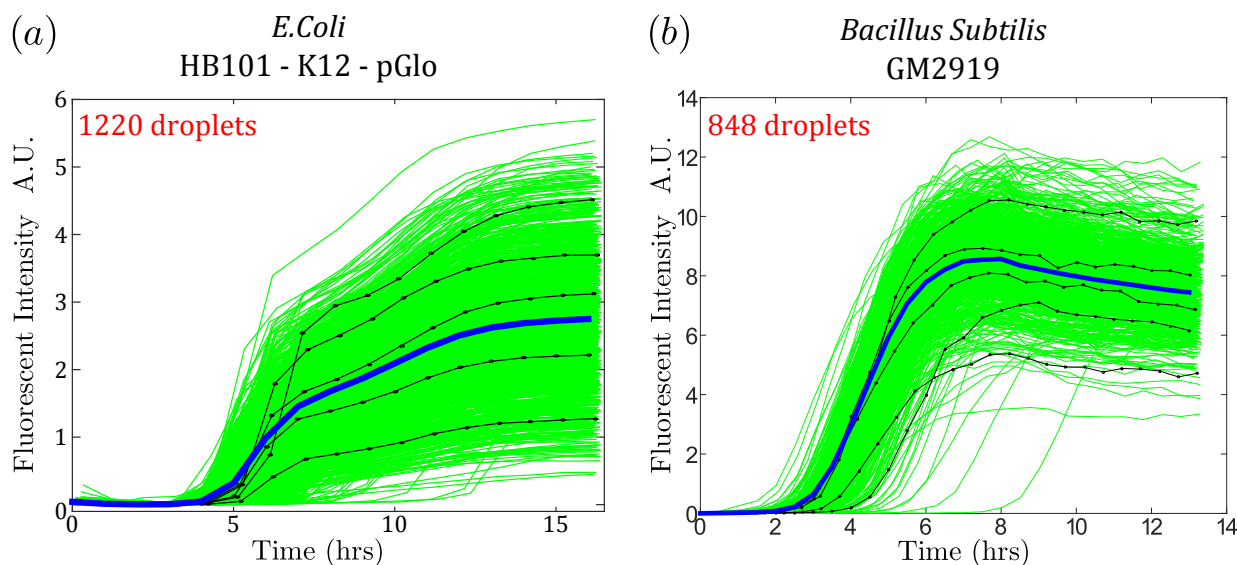 (a)
E.Coli
HB101 - K12 - pGlo
1220 droplets
Fluorescent Intensity A.U.
6
5
4
3
2
1
0
0 5 10 15
Time (hrs)
(b)
Bacillus Subtilis
GM2919
848 droplets
Fluorescent Intensity A.U.
14
12
10
8
6
4
2
0
0 2 4 6 8 10 12 14
Time (hrs)